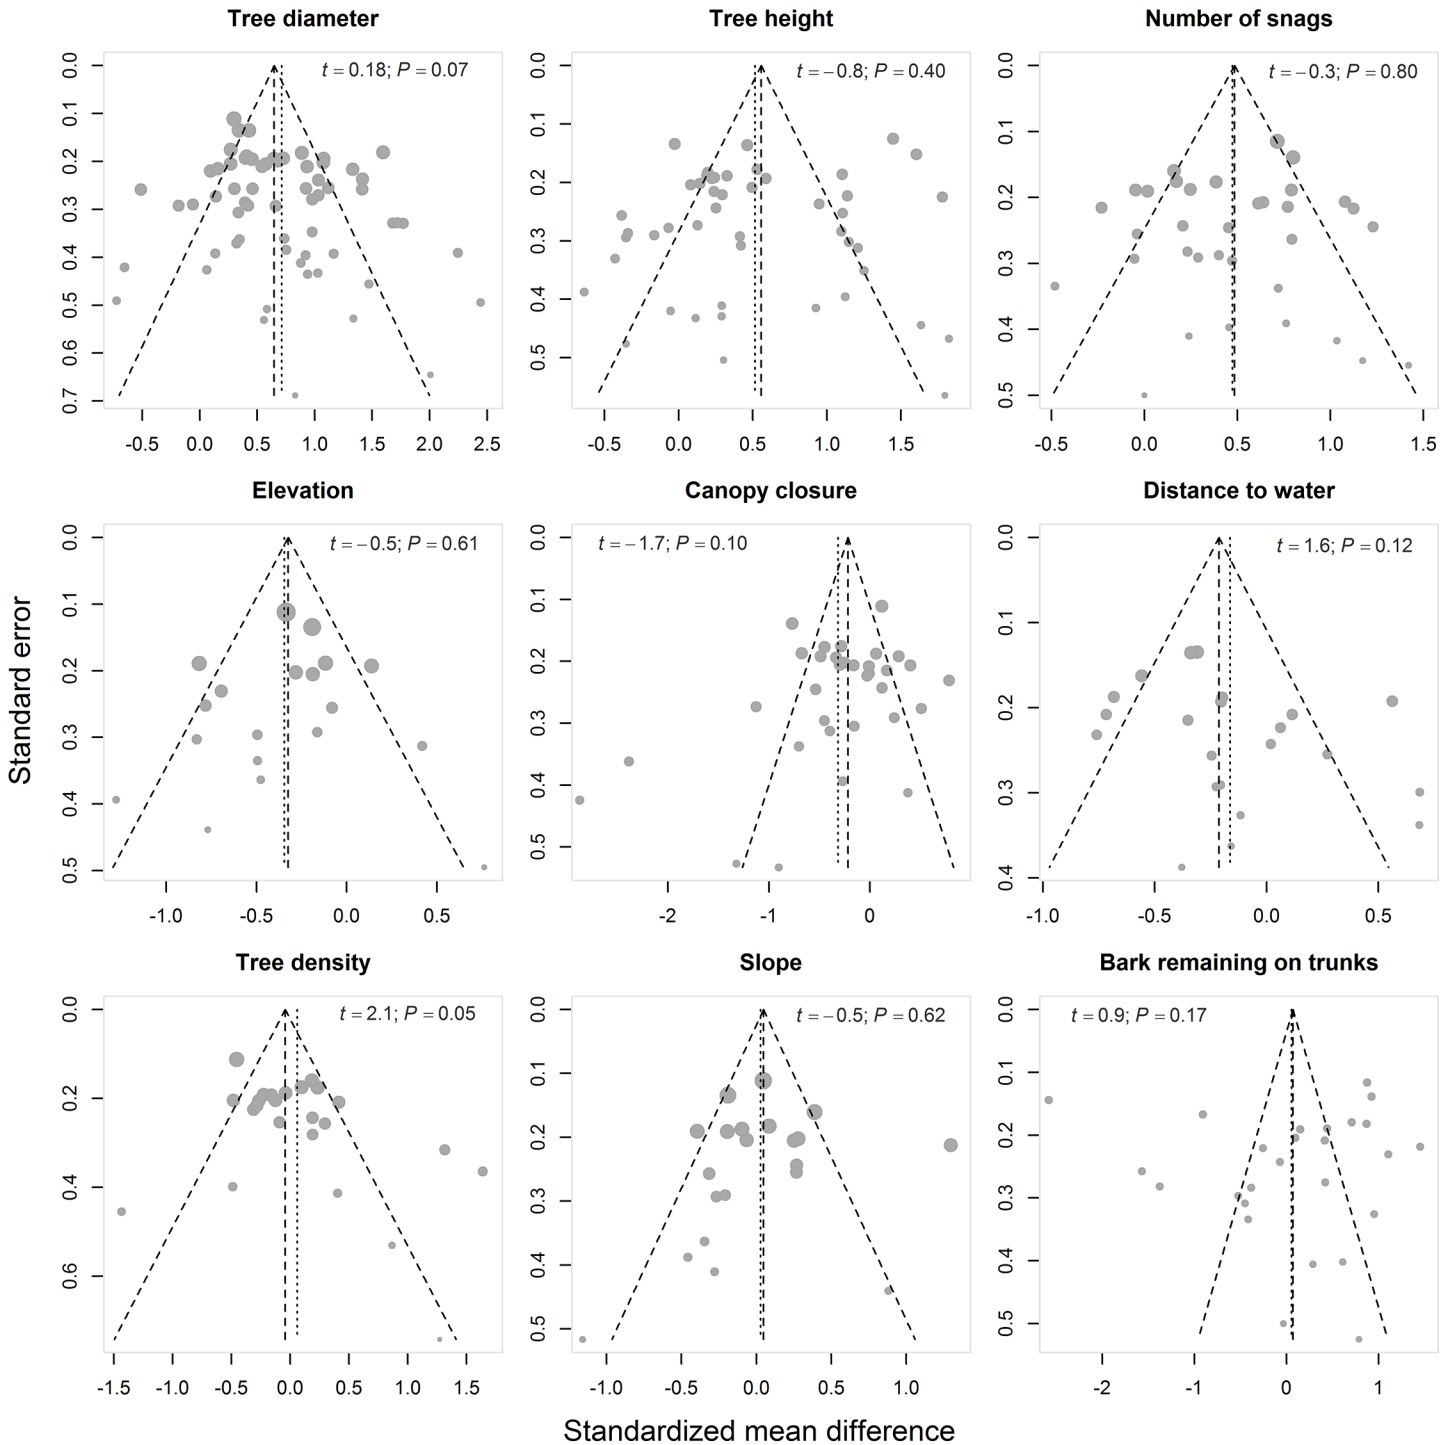 Tree diameter
Tree height
Number of snags
t = 0.18; P = 0.07
t = −0.8; P = 0.40
t = −0.3; P = 0.80
0.0
0.1
0.2
0.3
0.4
0.5
0.6
0.7
-0.5 0.0 0.5 1.0 1.5 2.0 2.5
0.0
0.1
0.2
0.3
0.4
0.5
-0.5 0.0 0.5 1.0 1.5
0.0
0.1
0.2
0.3
0.4
0.5
-0.5 0.0 0.5 1.0 1.5
Elevation
Canopy closure
Distance to water
t = −0.5; P = 0.61
t = −1.7; P = 0.10
t = 1.6; P = 0.12
0.0
0.1
0.2
0.3
0.4
0.5
-1.0 -0.5 0.0 0.5
0.0
0.1
0.2
0.3
0.4
0.5
-2 -1 0
0.0
0.1
0.2
0.3
0.4
-1.0 -0.5 0.0 0.5
Standard error
Tree density
Slope
Bark remaining on trunks
t = 2.1; P = 0.05
t = −0.5; P = 0.62
t = 0.9; P = 0.17
0.0
0.2
0.4
0.6
-1.5 -1.0 -0.5 0.0 0.5 1.0 1.5
0.0
0.1
0.2
0.3
0.4
0.5
-1.0 -0.5 0.0 0.5 1.0
0.0
0.1
0.2
0.3
0.4
0.5
-2 -1 0 1
Standardized mean difference